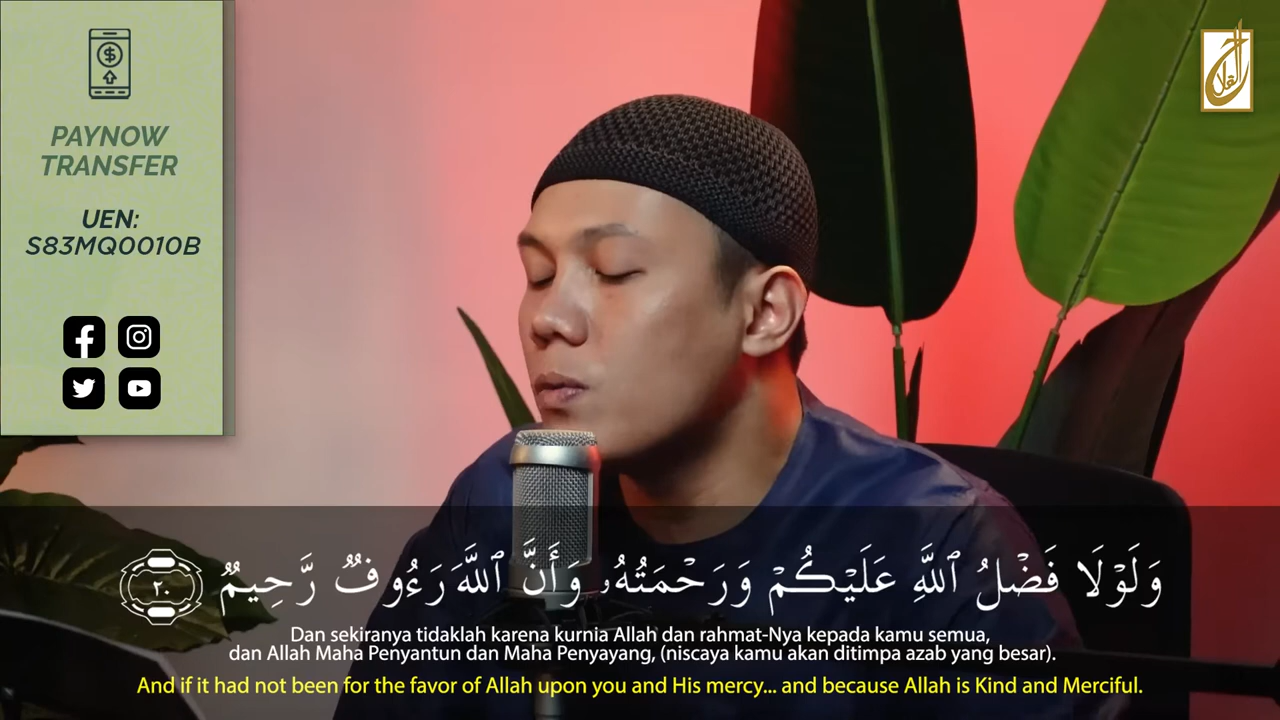 PAYNOW
TRANSFER
UEN:
S83MQ0010B
العلا
وَلَوْلَا فَضْلُ ٱللَّهِ عَلَيْكُمْ وَرَحْمَتُهُۥ وَأَنَّ ٱللَّهَ رَءُوفٌ رَّحِيمٌ ٢٠
Dan sekiranya tidaklah karena kurnia Allah dan rahmat-Nya kepada kamu semua,
dan Allah Maha Penyantun dan Maha Penyayang, (niscaya kamu akan ditimpa azab yang besar).
And if it had not been for the favor of Allah upon you and His mercy... and because Allah is Kind and Merciful.